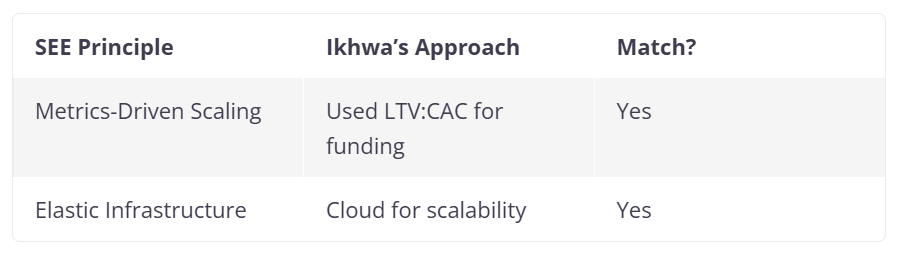 SEE Principle Ikhwa’s Approach Match?
Metrics-Driven Scaling Used LTV:CAC for Yes
funding
Elastic Infrastructure Cloud for scalability Yes